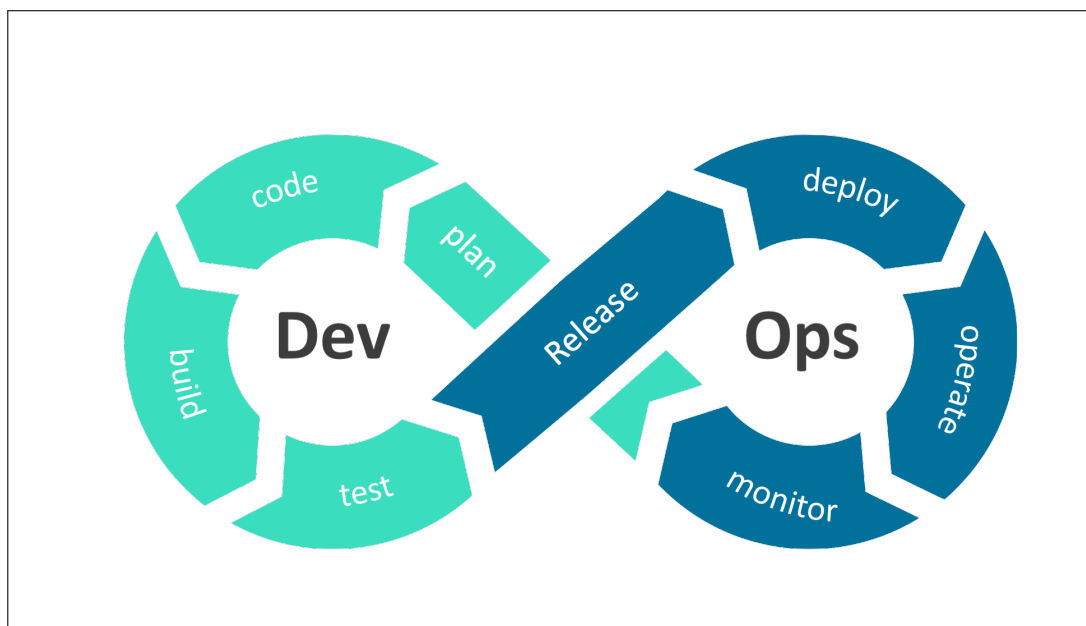 code
plan
build
Dev
test
Release
deploy
Ops
operate
monitor